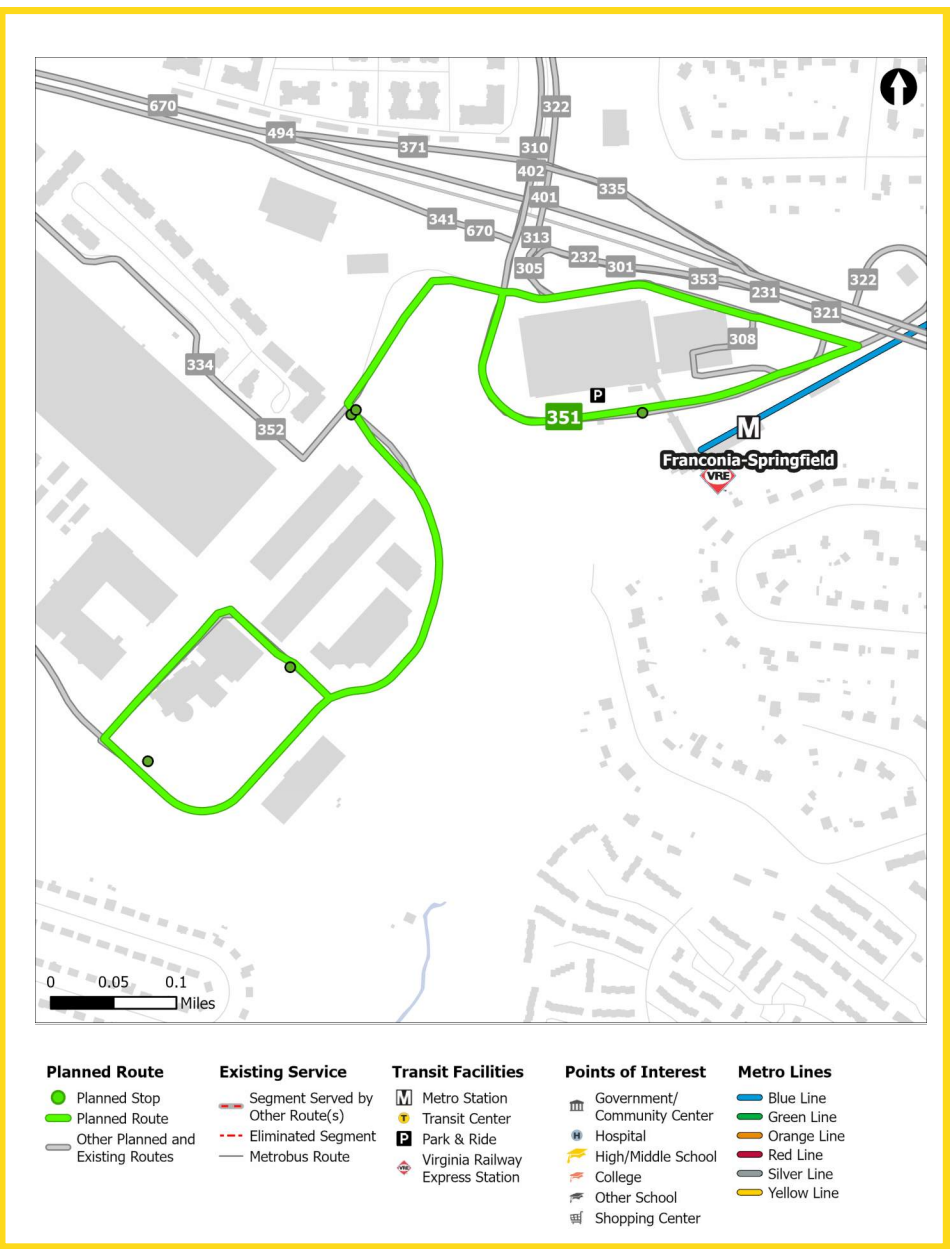 670
322
494
371
310
402
335
401
341
670
313
232
301
305
353
322
231
321
308
334
P
351
352
M
Franconia-Springfield
VRE
0 0.05 0.1
Miles
Planned Route
Planned Stop
Planned Route
Other Planned and
Existing Routes
Existing Service
Segment Served by
Other Route(s)
Eliminated Segment
Metrobus Route
Transit Facilities
M Metro Station
T Transit Center
P Park & Ride
VRE Virginia Railway
Express Station
Points of Interest
Government/
Community Center
H Hospital
High/Middle School
College
Other School
Shopping Center
Metro Lines
Blue Line
Green Line
Orange Line
Red Line
Silver Line
Yellow Line